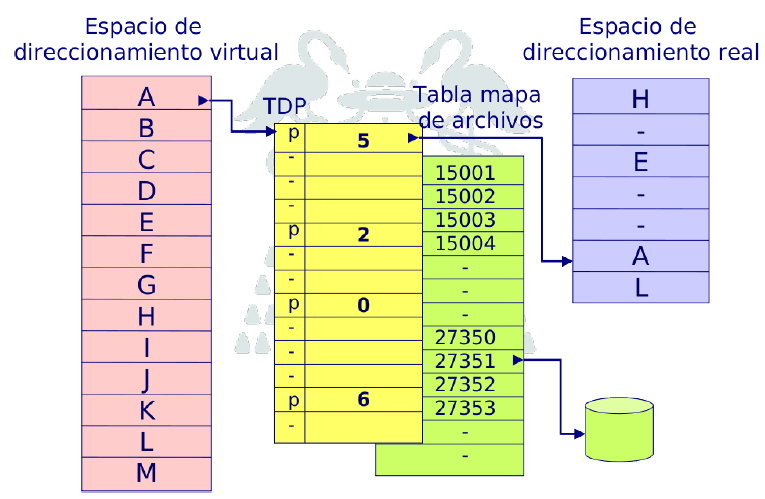 Espacio de
direccionamiento virtual
A
B
C
D
E
F
G
H
I
J
K
L
M
TDP
p 5
-
-
-
p 2
-
-
p 0
-
-
-
p 6
-
Tabla mapa
de archivos
15001
15002
15003
15004
-
-
-
27350
27351
27352
27353
-
-
Espacio de
direccionamiento real
H
-
E
-
-
A
L